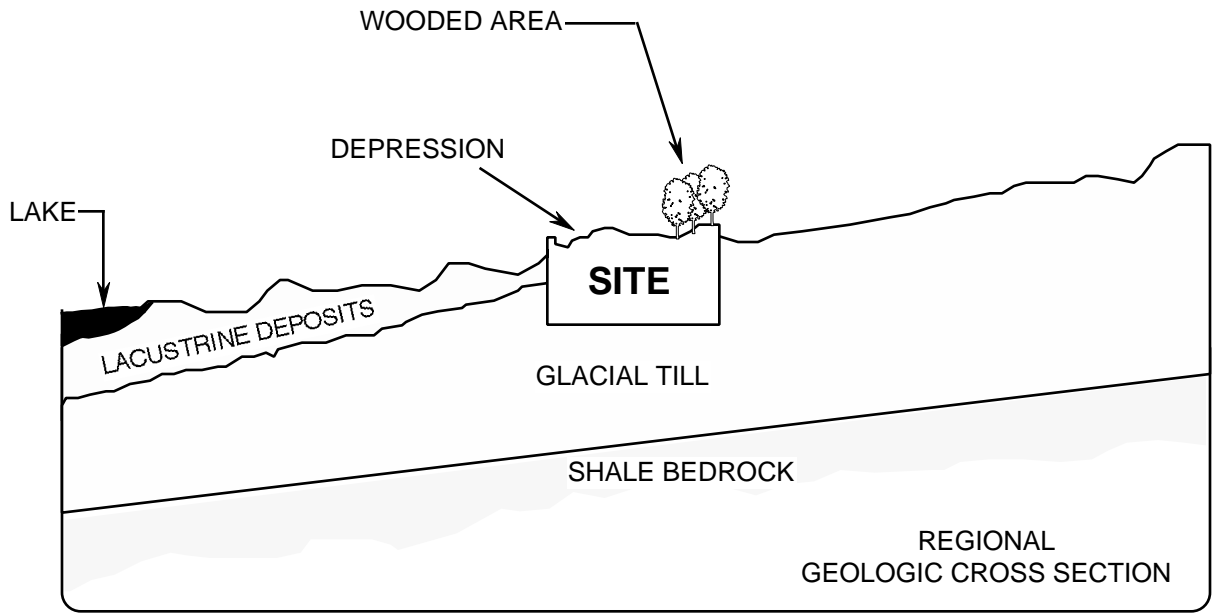 WOODED AREA
DEPRESSION
LAKE
SITE
LACUSTRINE DEPOSITS
GLACIAL TILL
SHALE BEDROCK
REGIONAL
GEOLOGIC CROSS SECTION